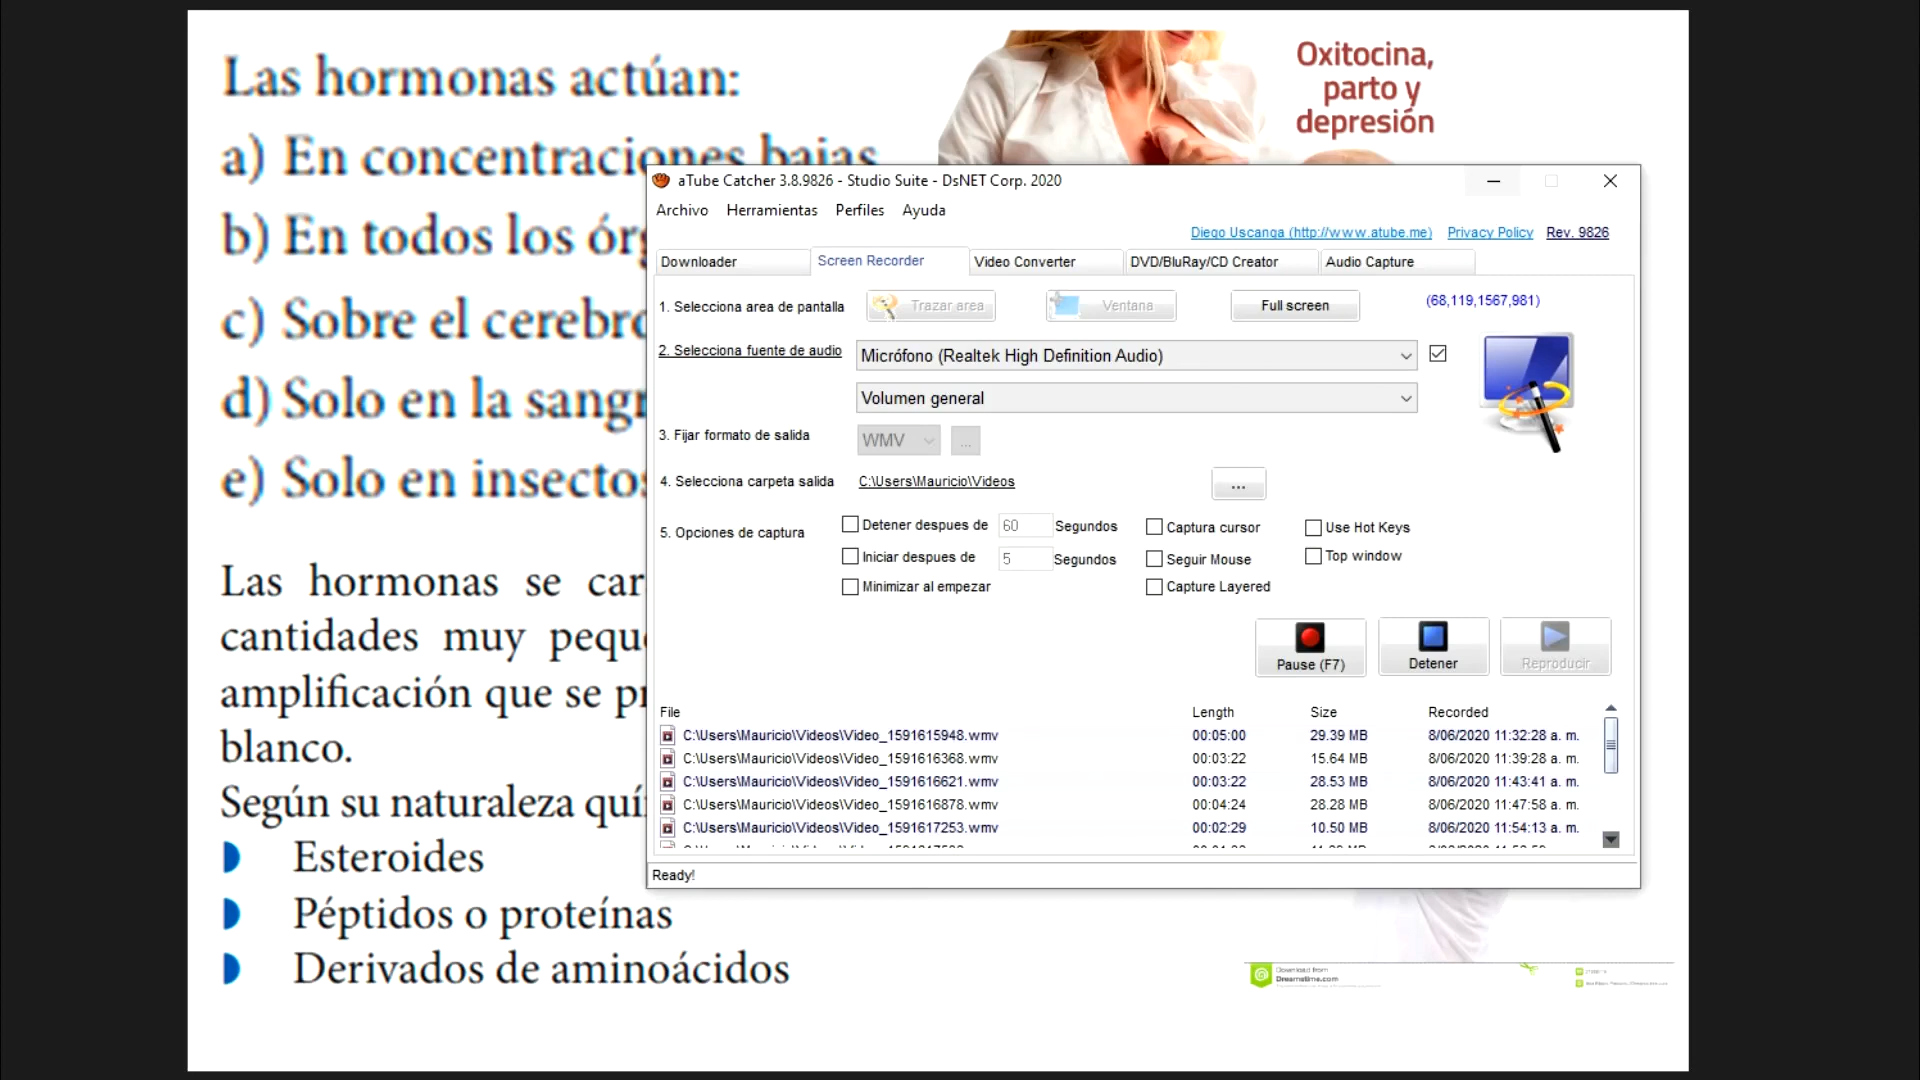 Las hormonas actúan:
a) En concentraciones bajas
b) En todos los
c) Sobre el cerebro
d) Solo en la
e) Solo en insectos
Las hormonas se
cantidades muy
amplificación que se
blanco.
Según su naturaleza
Esteroides
Péptidos o proteínas
Derivados de aminoácidos
Oxitocina,
parto y
depresión
aTube Catcher 3.8.9826 - Studio Suite - DsNET Corp. 2020
Archivo Herramientas Perfiles Ayuda
Diego Uscanga (http://www.atube.me) Privacy Policy Rev. 9826
Downloader Screen Recorder Video Converter DVD/BluRay/CD Creator Audio Capture
1. Selecciona area de pantalla Trazar area Ventana Full screen (68,119,1567,981)
2. Selecciona fuente de audio Micrófono (Realtek High Definition Audio)
Volumen general
3. Fijar formato de salida WMV ...
4. Selecciona carpeta salida C:\Users\Mauricio\Videos ...
5. Opciones de captura
Detener despues de 60 Segundos Captura cursor Use Hot Keys
Iniciar despues de 5 Segundos Seguir Mouse Top window
Minimizar al empezar Capture Layered
Pause (F7) Detener Reproducir
File Length Size Recorded
C:\Users\Mauricio\Videos\Video_1591615948.wmv 00:05:00 29.39 MB 8/06/2020 11:32:28 a. m.
C:\Users\Mauricio\Videos\Video_1591616368.wmv 00:03:22 15.64 MB 8/06/2020 11:39:28 a. m.
C:\Users\Mauricio\Videos\Video_1591616621.wmv 00:03:22 28.53 MB 8/06/2020 11:43:41 a. m.
C:\Users\Mauricio\Videos\Video_1591616878.wmv 00:04:24 28.28 MB 8/06/2020 11:47:58 a. m.
C:\Users\Mauricio\Videos\Video_1591617253.wmv 00:02:29 10.50 MB 8/06/2020 11:54:13 a. m.
Ready!
Download from
Dreamstime.com